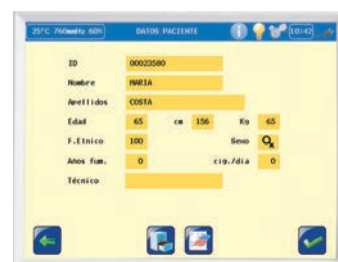 25°C 760mmHg 60% DATOS PACIENTE 10:42
ID 00023500
Nombre MARIA
Apellidos COSTA
Edad 65 cm 156 Kg 65
F.Etnico 100 Sexo
Años fum. 0 cig./dia 0
Técnico